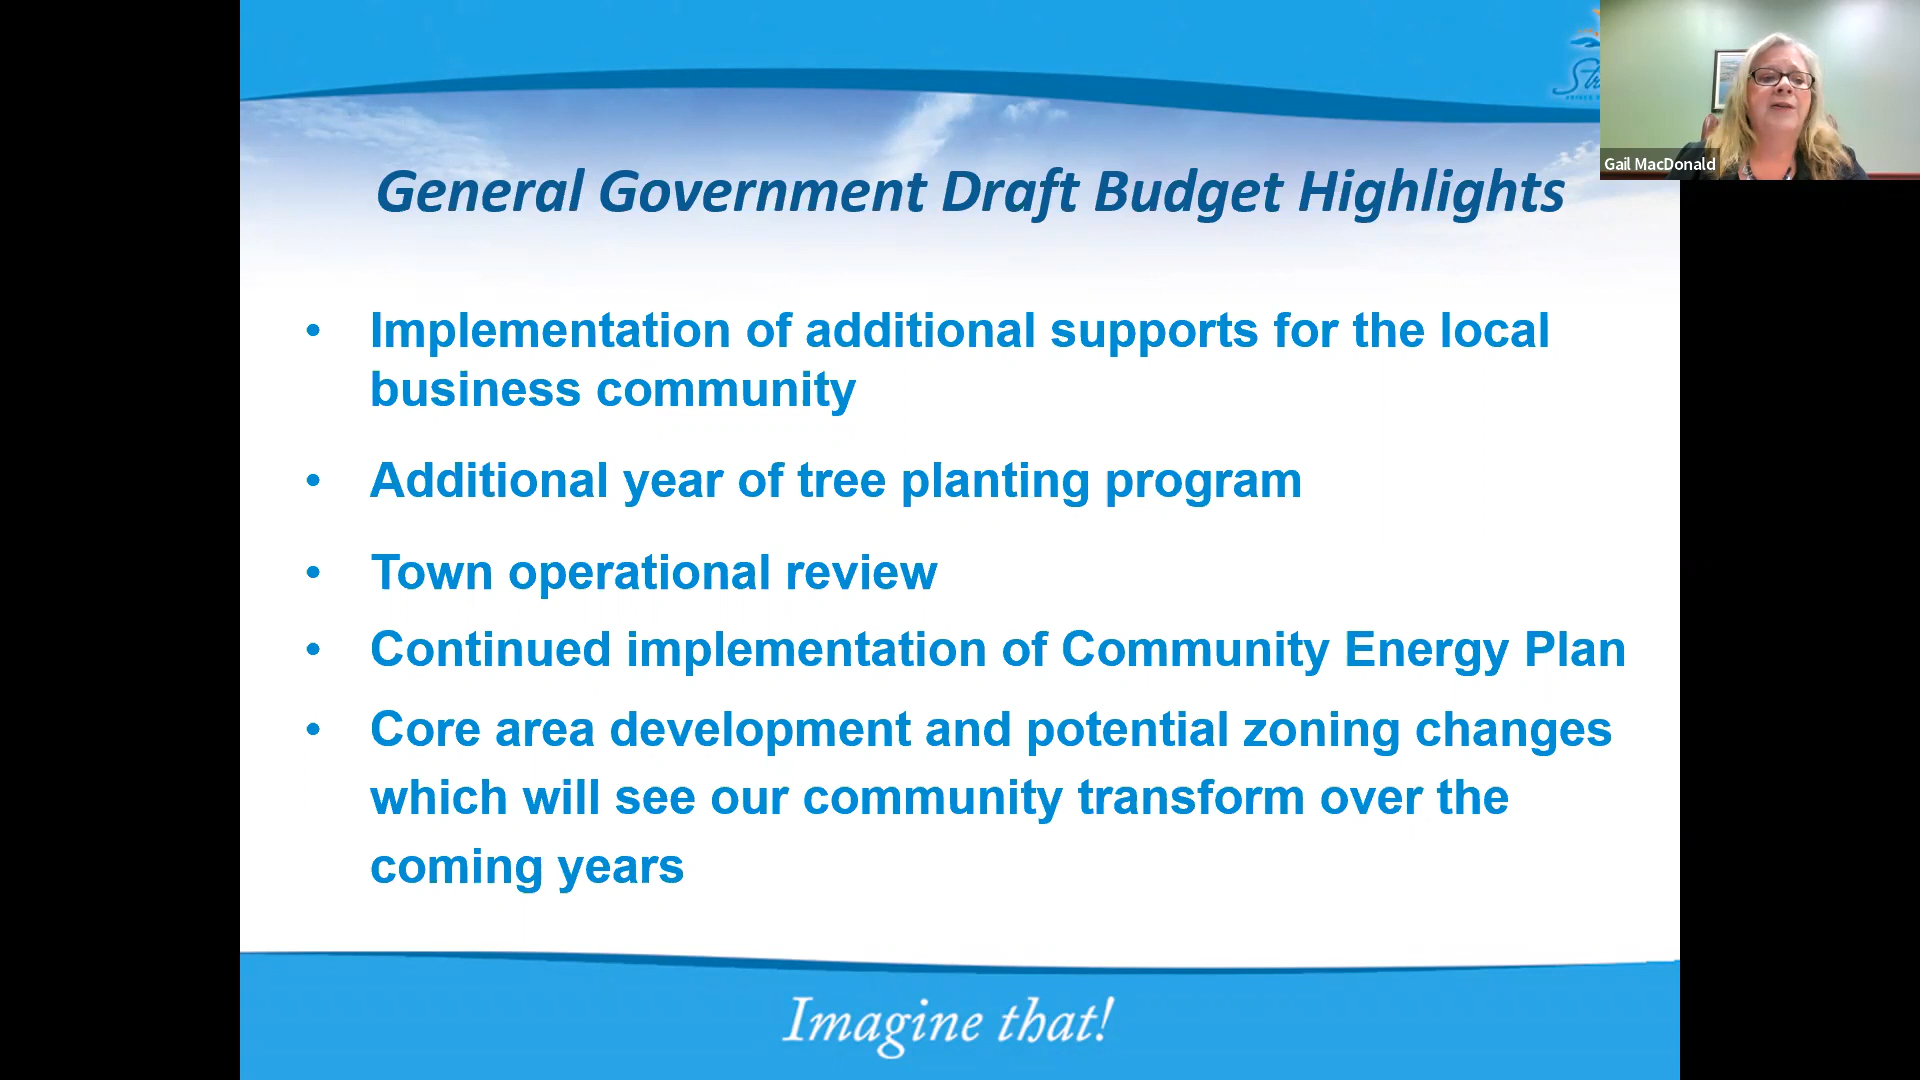 General Government Draft Budget Highlights
Gail MacDonald
• Implementation of additional supports for the local
business community
• Additional year of tree planting program
• Town operational review
• Continued implementation of Community Energy Plan
• Core area development and potential zoning changes
which will see our community transform over the
coming years
Imagine that!